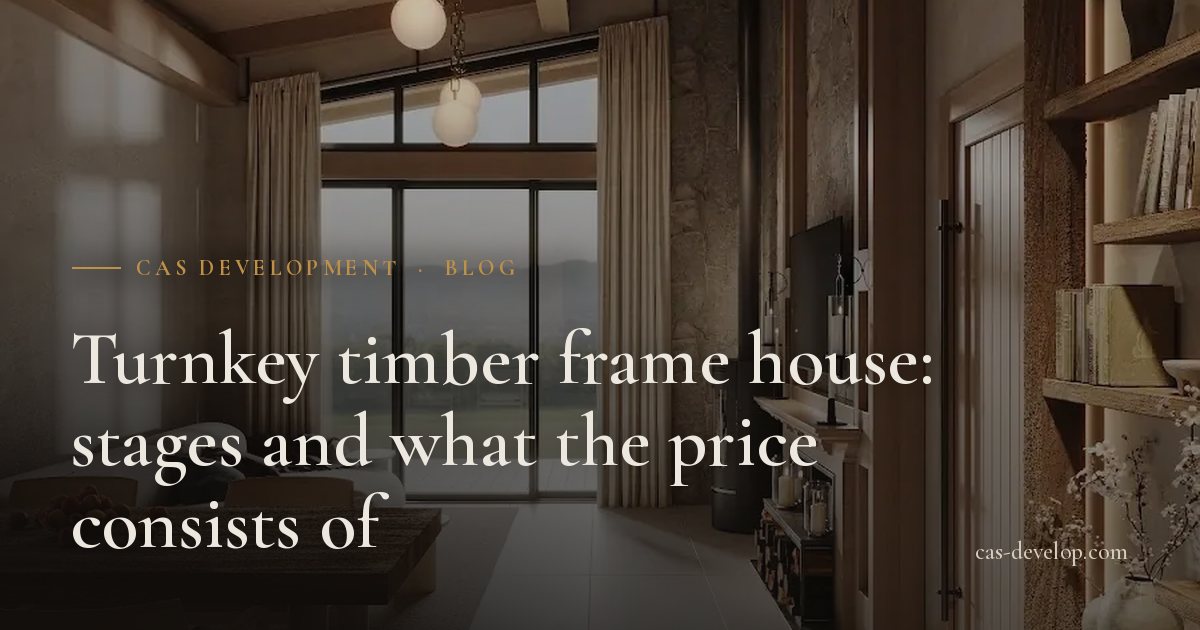 CAS DEVELOPMENT · BLOG
Turnkey timber frame house:
stages and what the price
consists of
cas-develop.com